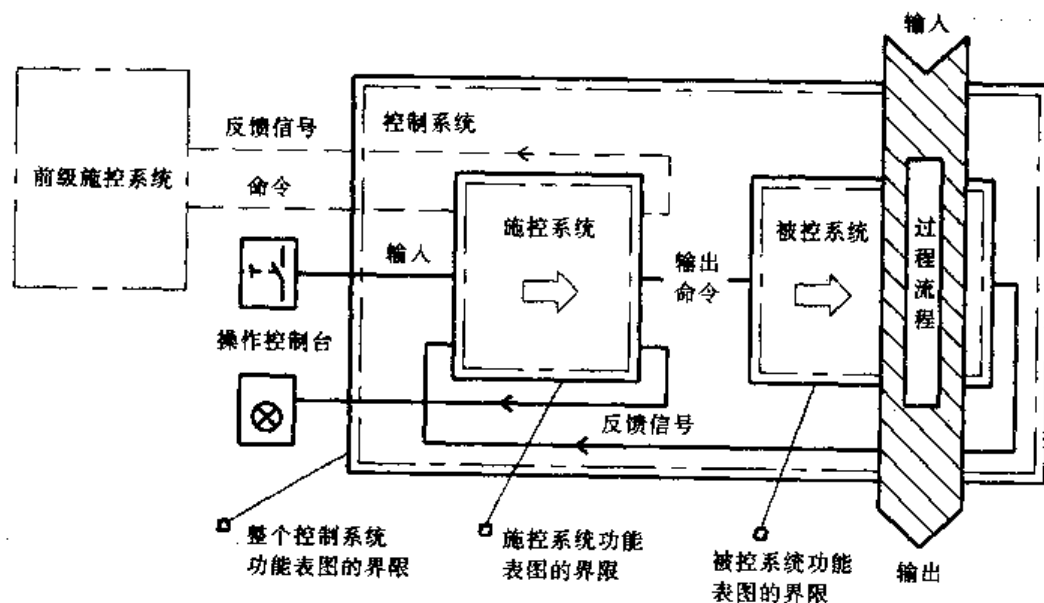 输入
控制系统
反馈信号
前级施控系统
命令
施控系统
被控系统
过程流程
输入
输出
命令
操作控制台
反馈信号
整个控制系统
功能表图的界限
施控系统功能
表图的界限
被控系统功能
表图的界限
输出